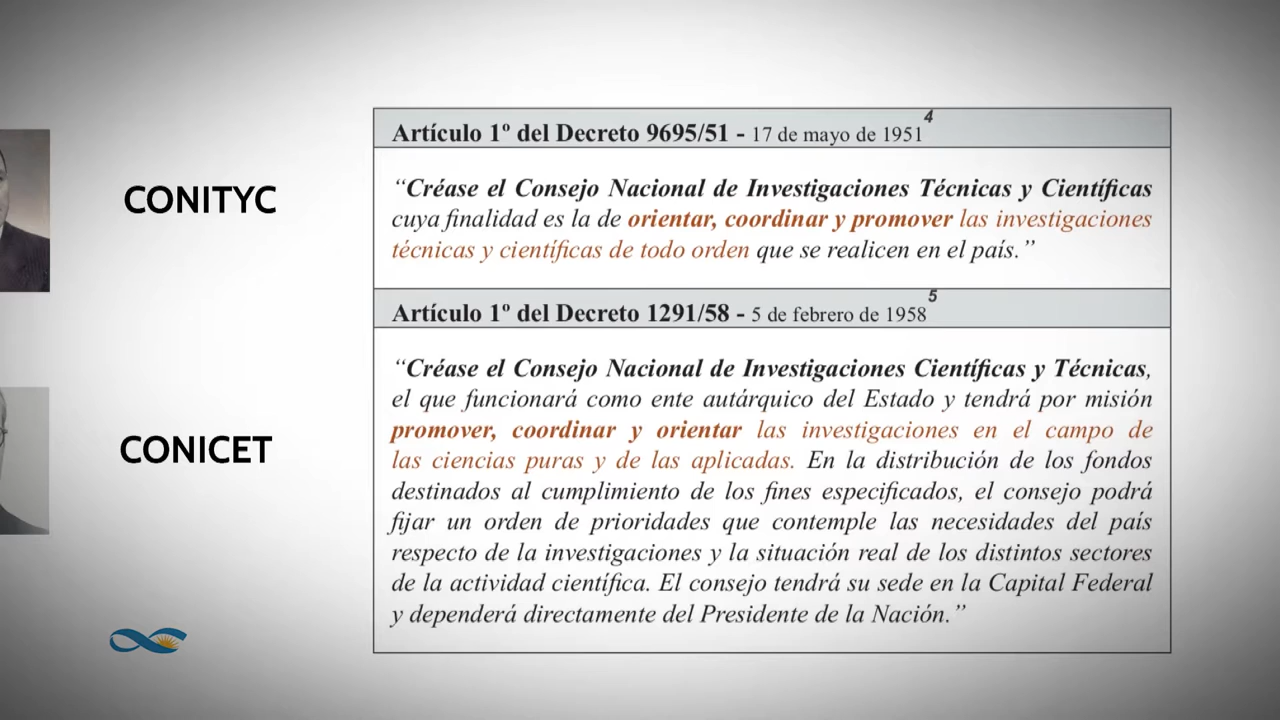 CONITYC
Artículo 1º del Decreto 9695/51 - 17 de mayo de 1951 4
“Créase el Consejo Nacional de Investigaciones Técnicas y Científicas
cuya finalidad es la de orientar, coordinar y promover las investigaciones
técnicas y científicas de todo orden que se realicen en el país.”
CONICET
Artículo 1º del Decreto 1291/58 - 5 de febrero de 1958 5
“Créase el Consejo Nacional de Investigaciones Científicas y Técnicas,
el que funcionará como ente autárquico del Estado y tendrá por misión
promover, coordinar y orientar las investigaciones en el campo de
las ciencias puras y de las aplicadas. En la distribución de los fondos
destinados al cumplimiento de los fines especificados, el consejo podrá
fijar un orden de prioridades que contemple las necesidades del país
respecto de la investigaciones y la situación real de los distintos sectores
de la actividad científica. El consejo tendrá su sede en la Capital Federal
y dependerá directamente del Presidente de la Nación.”